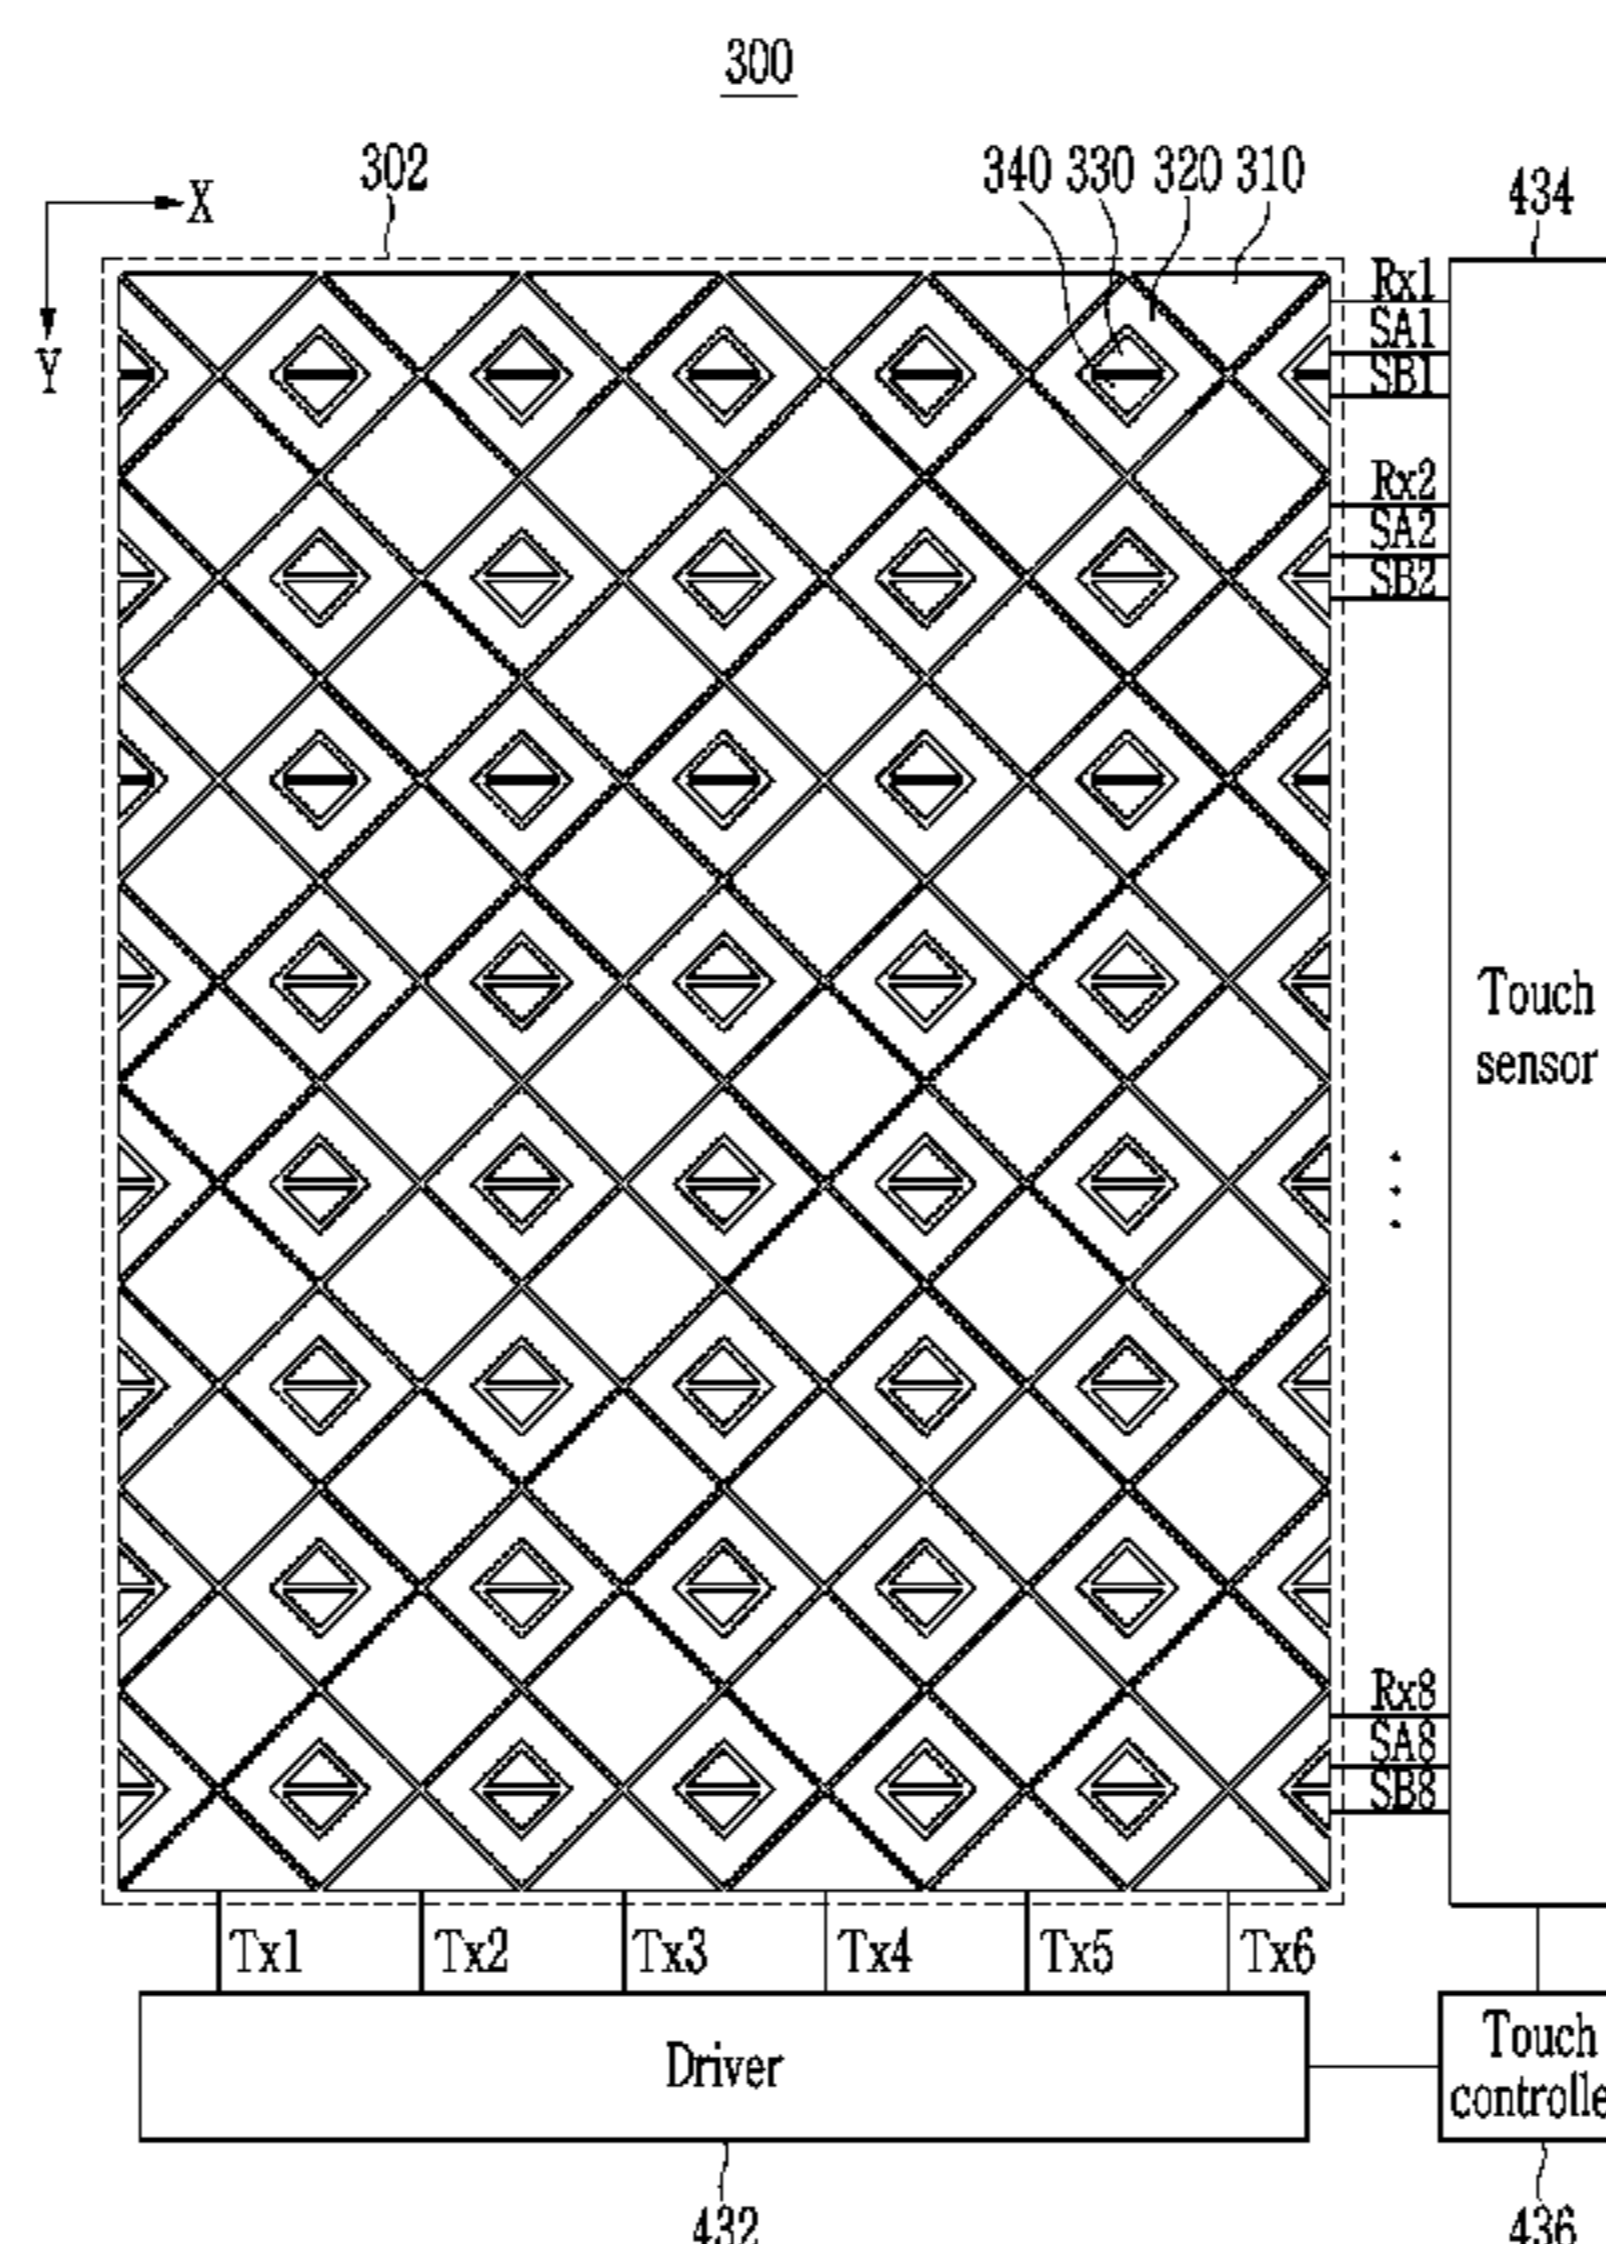 300
302
340 330 320 310
434
X
Y
Rx1
SA1
SB1
Rx2
SA2
SB2
Touch
sensor
Rx8
SA8
SB8
Tx1 Tx2 Tx3 Tx4 Tx5 Tx6
Driver
Touch
controlle
432
436